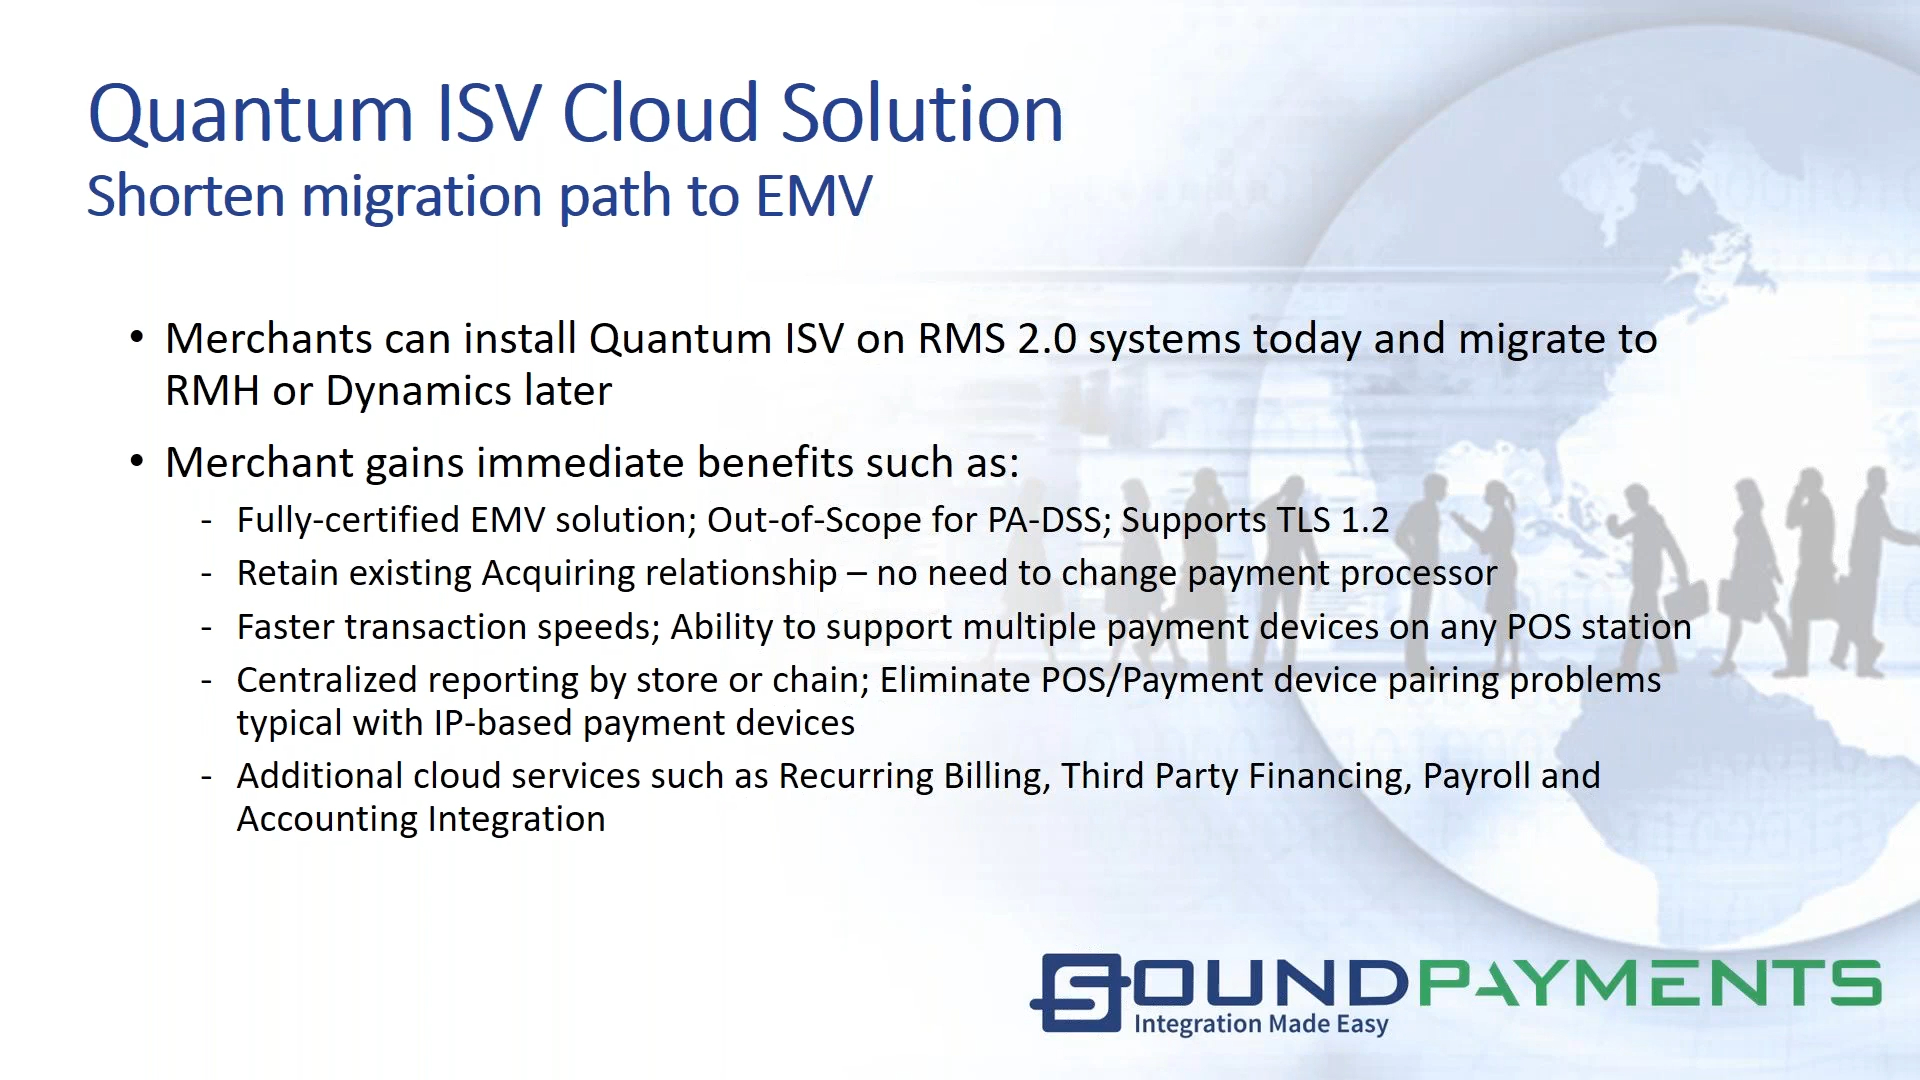 Quantum ISV Cloud Solution
Shorten migration path to EMV
• Merchants can install Quantum ISV on RMS 2.0 systems today and migrate to
RMH or Dynamics later
• Merchant gains immediate benefits such as:
- Fully-certified EMV solution; Out-of-Scope for PA-DSS; Supports TLS 1.2
- Retain existing Acquiring relationship – no need to change payment processor
- Faster transaction speeds; Ability to support multiple payment devices on any POS station
- Centralized reporting by store or chain; Eliminate POS/Payment device pairing problems
typical with IP-based payment devices
- Additional cloud services such as Recurring Billing, Third Party Financing, Payroll and
Accounting Integration
SOUNDPAYMENTS
Integration Made Easy